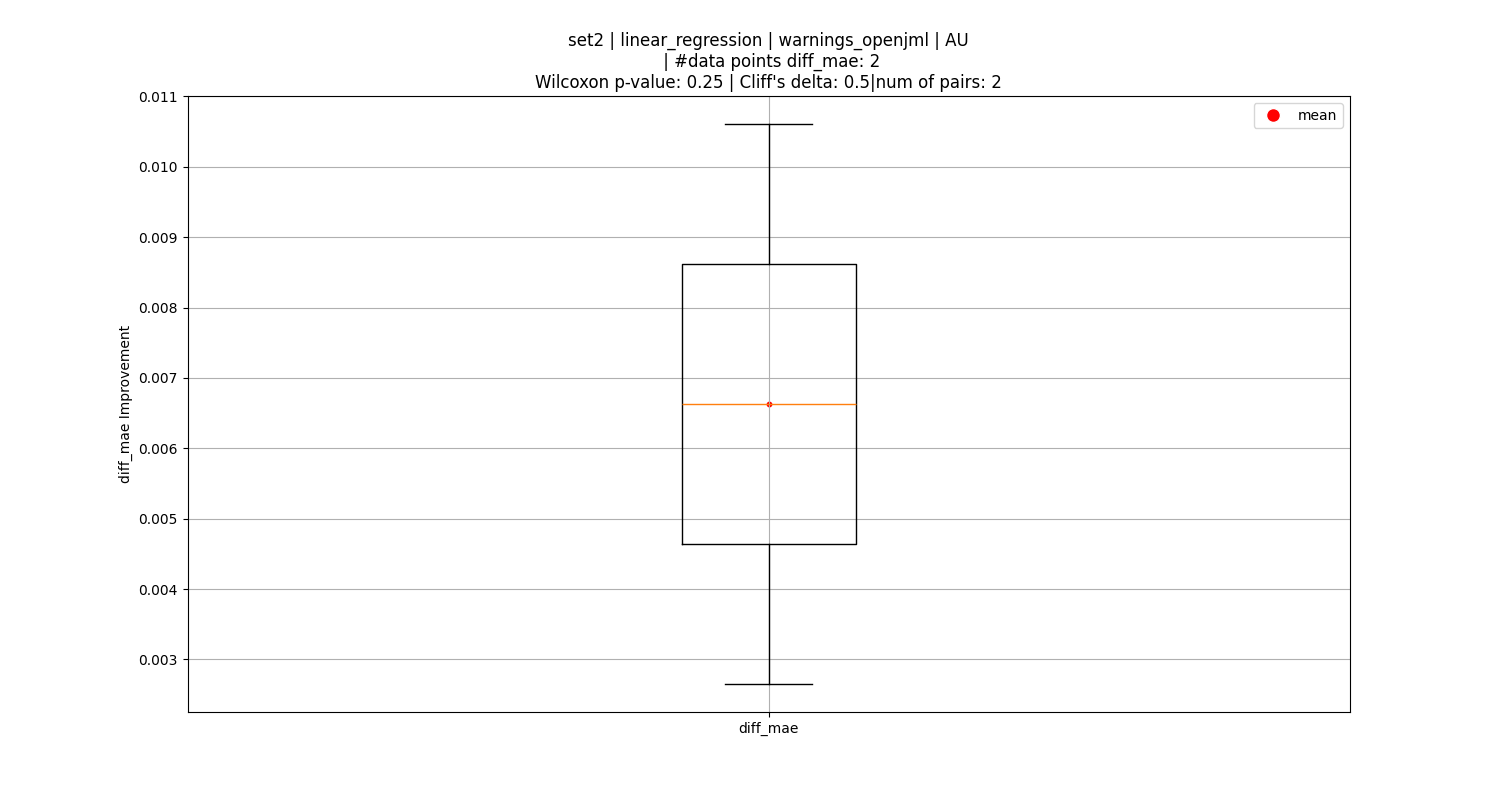 set2 | linear_regression | warnings_openjml | AU
| #data points diff_mae: 2
Wilcoxon p-value: 0.25 | Cliff's delta: 0.5|num of pairs: 2
mean
0.011
0.010
0.009
0.008
0.007
0.006
0.005
0.004
0.003
diff_mae Improvement
diff_mae